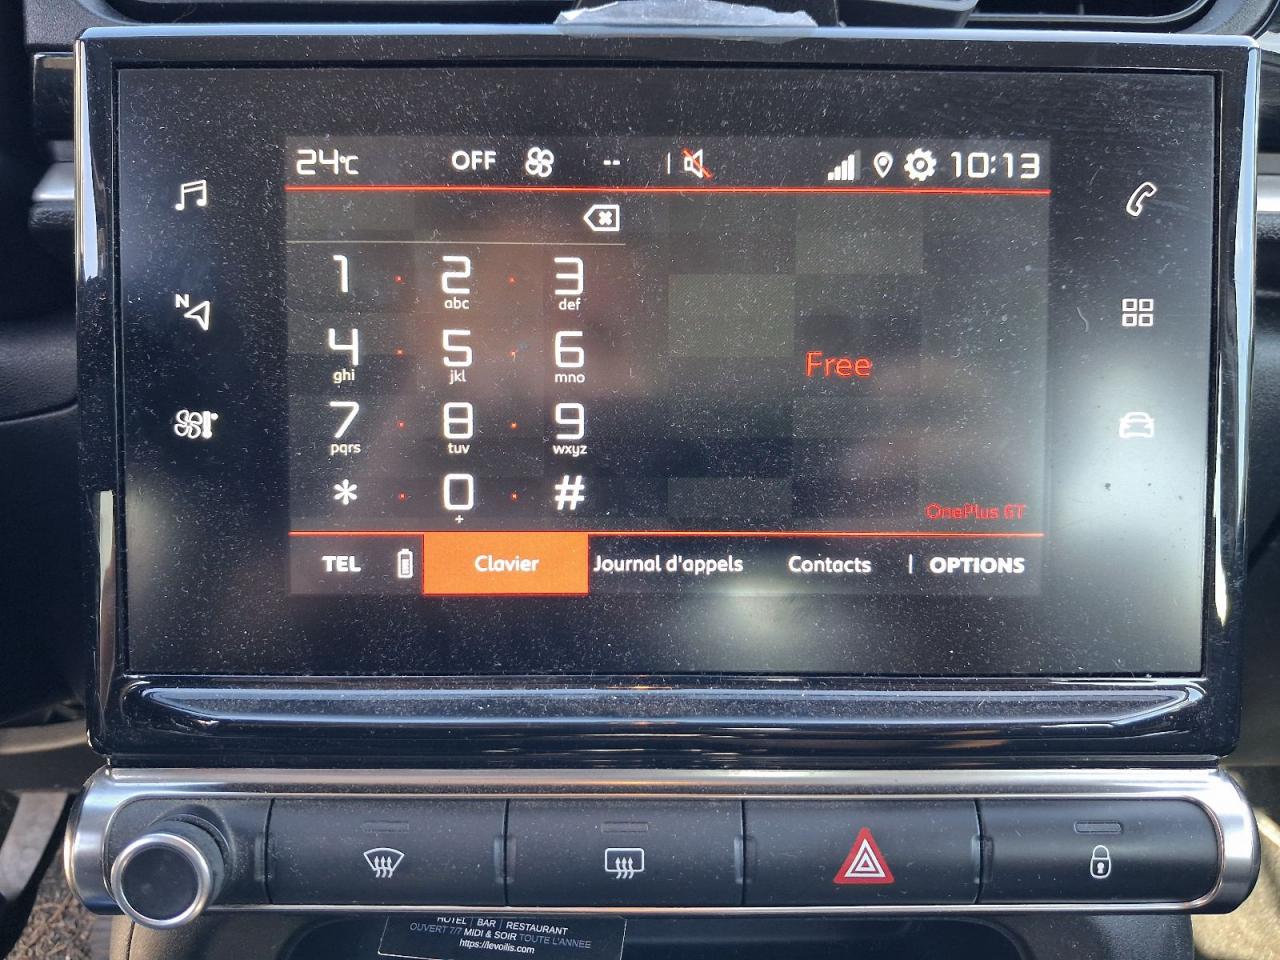 24°C OFF -- 10:13
N
1 2 3
abc def
4 5 6
ghi jkl mno
7 8 9
pqrs tuv wxyz
* 0 #
+
Free
OnePlus 6T
TEL Clavier Journal d'appels Contacts OPTIONS
HOTEL | BAR | RESTAURANT
OUVERT 7/7 MIDI & SOIR TOUTE L'ANNEE
https://levoilis.com